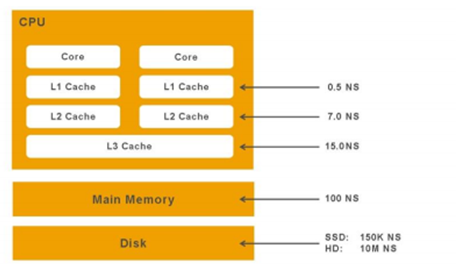 CPU
Core Core
L1 Cache L1 Cache 0.5 NS
L2 Cache L2 Cache 7.0 NS
L3 Cache 15.0NS
Main Memory 100 NS
Disk SSD: 150K NS
HD: 10M NS